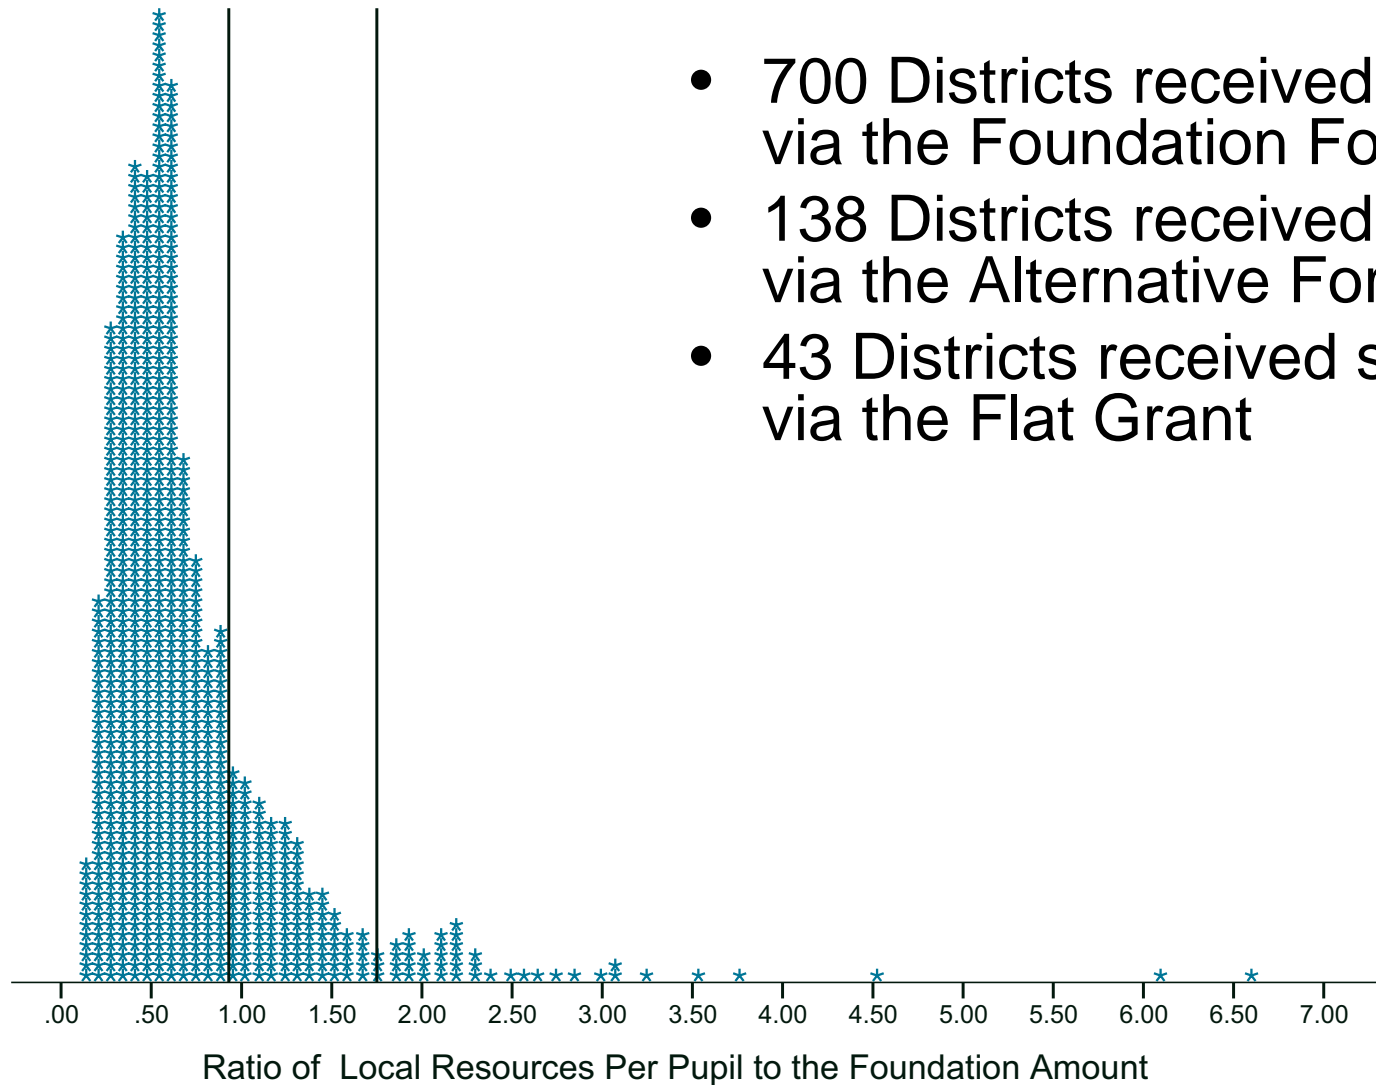 • 700 Districts received
via the Foundation Fo
• 138 Districts received
via the Alternative For
• 43 Districts received s
via the Flat Grant
.00 .50 1.00 1.50 2.00 2.50 3.00 3.50 4.00 4.50 5.00 5.50 6.00 6.50 7.00
Ratio of Local Resources Per Pupil to the Foundation Amount